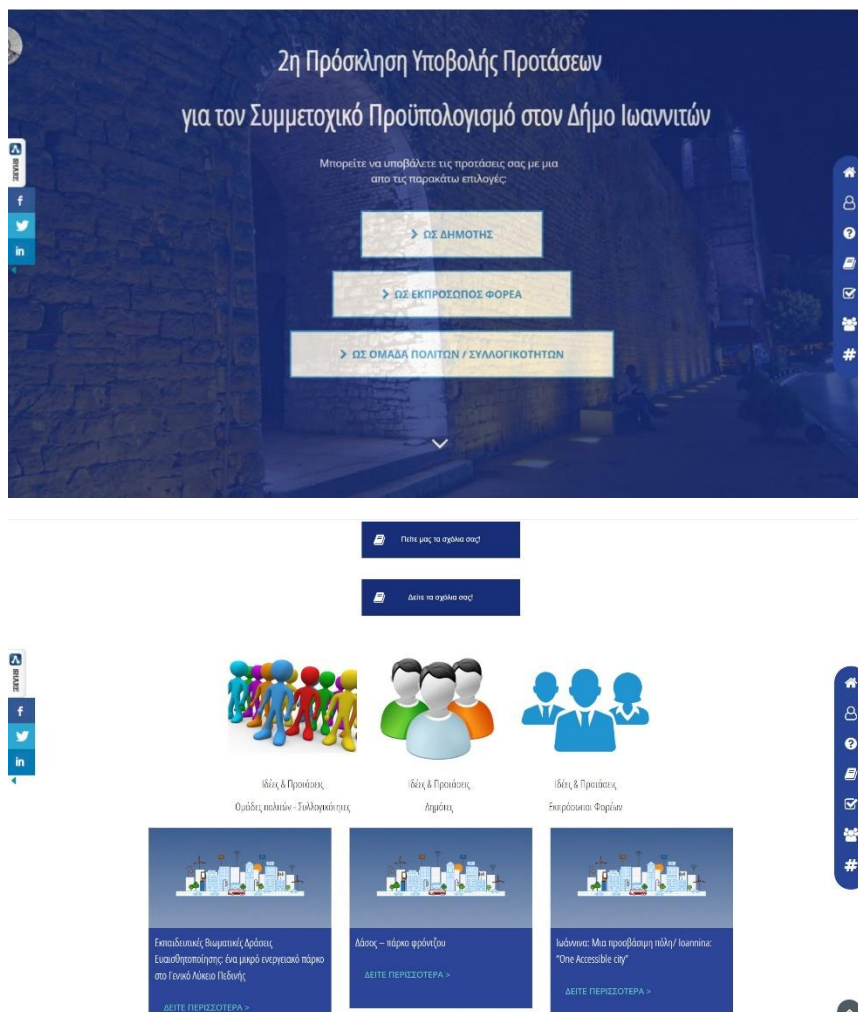 2η Πρόσκληση Υποβολής Προτάσεων
για τον Συμμετοχικό Προϋπολογισμό στον Δήμο Ιωαννιτών
Μπορείτε να υποβάλετε τις προτάσεις σας με μια
απο τις παρακάτω επιλογές:
SHARE
f
in
ΩΣ ΔΗΜΟΤΗΣ
ΩΣ ΕΚΠΡΟΣΩΠΟΣ ΦΟΡΕΑ
ΩΣ ΟΜΑΔΑ ΠΟΛΙΤΩΝ / ΣΥΛΛΟΓΙΚΟΤΗΤΩΝ
#
Πείτε μας τα σχόλια σας!
Δείτε τα σχόλια σας!
SHARE
f
in
Ιδέες & Προτάσεις
Ομάδες πολιτών - Συλλογικότητες
Ιδέες & Προτάσεις
Δημότες
Ιδέες & Προτάσεις
Εκπρόσωποι Φορέων
#
Εκπαιδευτικές Βιωματικές Δράσεις
Ευαισθητοποίησης: ένα μικρό ενεργειακό πάρκο
στο Γενικό Λύκειο Πεδινής
ΔΕΙΤΕ ΠΕΡΙΣΣΟΤΕΡΑ >
Δάσος – πάρκο φρόντζου
ΔΕΙΤΕ ΠΕΡΙΣΣΟΤΕΡΑ >
Ιωάννινα: Μια προσβάσιμη πόλη/ Ioannina:
"One Accessible city"
ΔΕΙΤΕ ΠΕΡΙΣΣΟΤΕΡΑ >